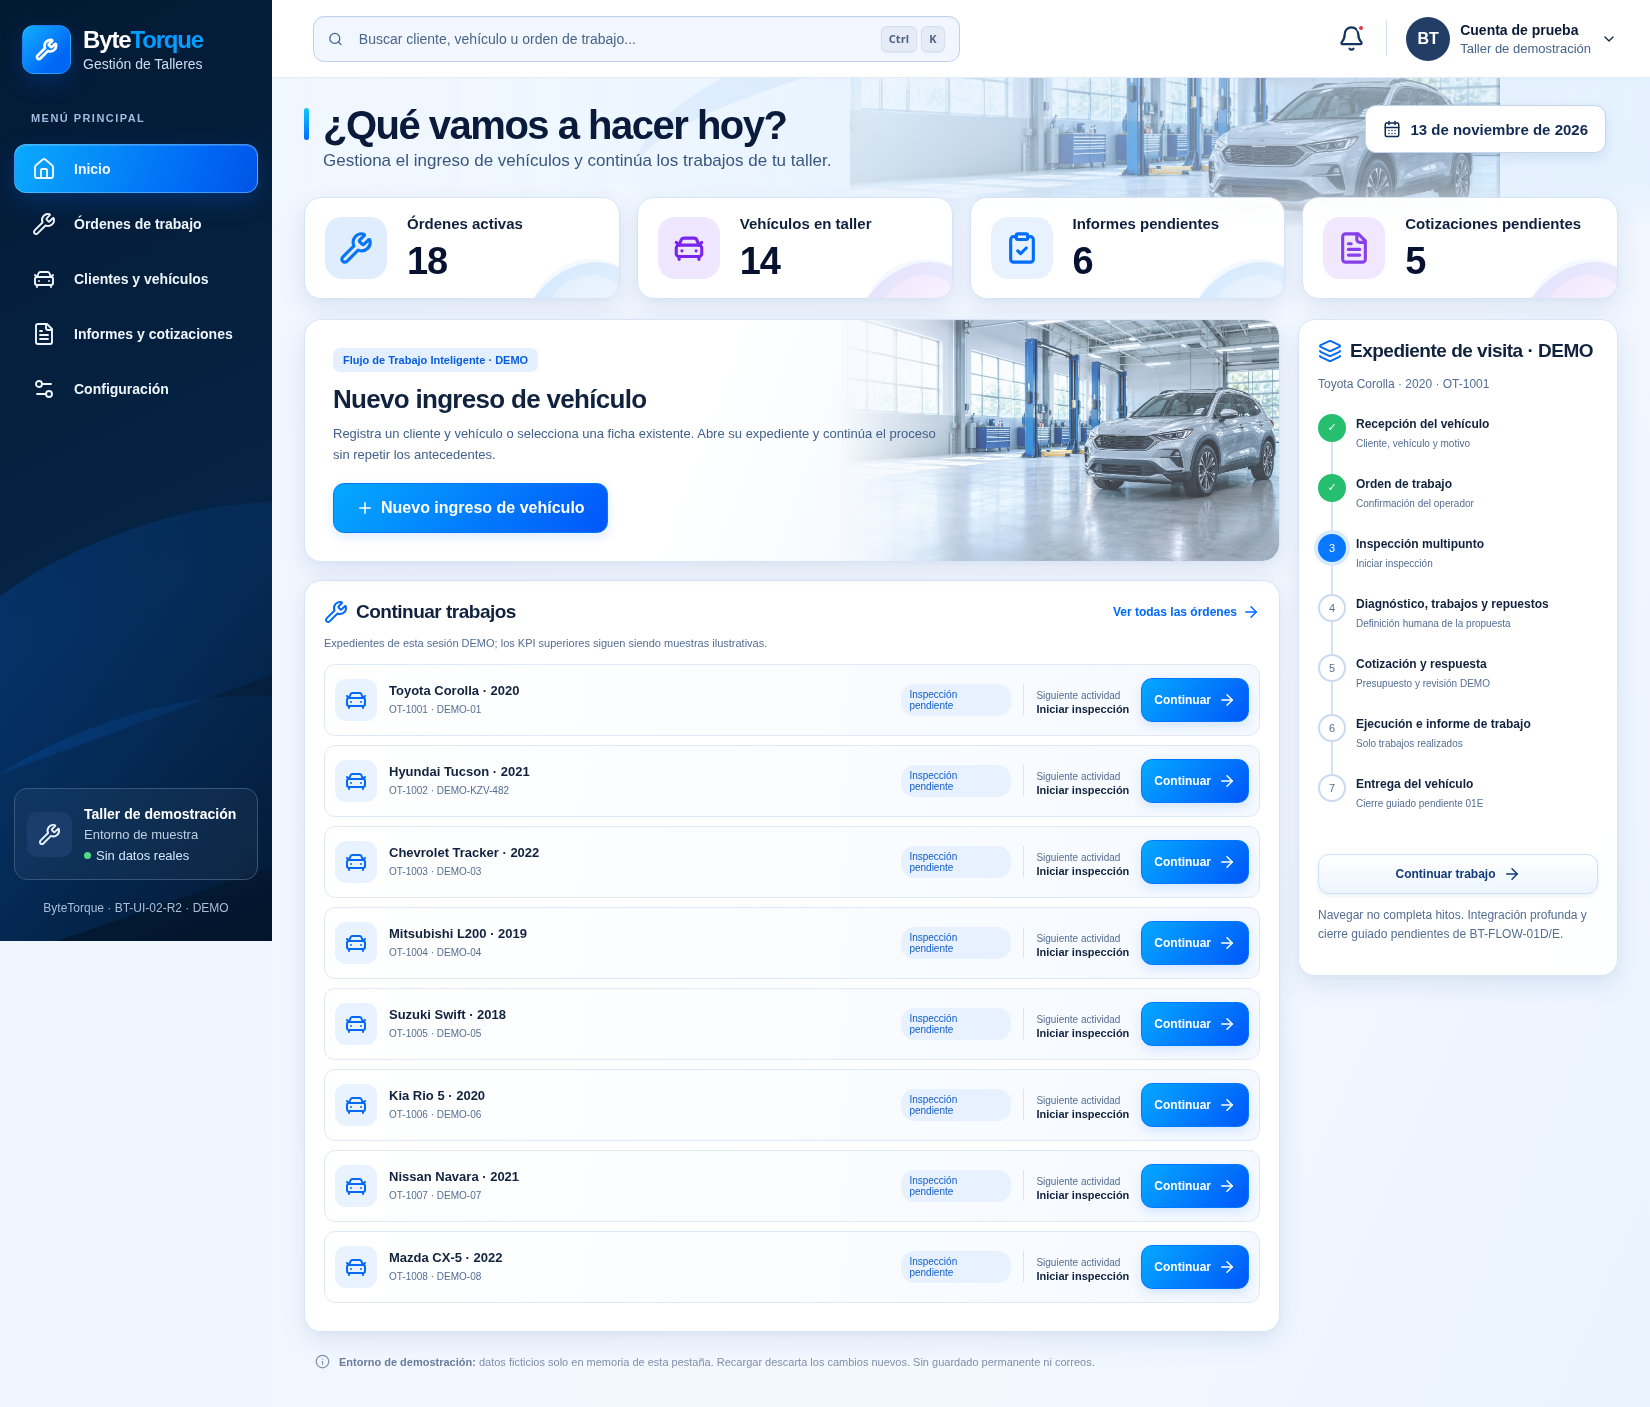 ByteTorque
Gestión de Talleres
MENÚ PRINCIPAL
Inicio
Órdenes de trabajo
Clientes y vehículos
Informes y cotizaciones
Configuración
Taller de demostración
Entorno de muestra
Sin datos reales
ByteTorque · BT-UI-02-R2 · DEMO
Buscar cliente, vehículo u orden de trabajo...
Ctrl K
BT
Cuenta de prueba
Taller de demostración
¿Qué vamos a hacer hoy?
Gestiona el ingreso de vehículos y continúa los trabajos de tu taller.
13 de noviembre de 2026
Órdenes activas
18
Vehículos en taller
14
Informes pendientes
6
Cotizaciones pendientes
5
Flujo de Trabajo Inteligente · DEMO
Nuevo ingreso de vehículo
Registra un cliente y vehículo o selecciona una ficha existente. Abre su expediente y continúa el proceso
sin repetir los antecedentes.
Nuevo ingreso de vehículo
Continuar trabajos
Ver todas las órdenes
Expedientes de esta sesión DEMO; los KPI superiores siguen siendo muestras ilustrativas.
Toyota Corolla · 2020
OT-1001 · DEMO-01
Inspección
pendiente
Siguiente actividad
Iniciar inspección
Continuar
Hyundai Tucson · 2021
OT-1002 · DEMO-KZV-482
Inspección
pendiente
Siguiente actividad
Iniciar inspección
Continuar
Chevrolet Tracker · 2022
OT-1003 · DEMO-03
Inspección
pendiente
Siguiente actividad
Iniciar inspección
Continuar
Mitsubishi L200 · 2019
OT-1004 · DEMO-04
Inspección
pendiente
Siguiente actividad
Iniciar inspección
Continuar
Suzuki Swift · 2018
OT-1005 · DEMO-05
Inspección
pendiente
Siguiente actividad
Iniciar inspección
Continuar
Kia Rio 5 · 2020
OT-1006 · DEMO-06
Inspección
pendiente
Siguiente actividad
Iniciar inspección
Continuar
Nissan Navara · 2021
OT-1007 · DEMO-07
Inspección
pendiente
Siguiente actividad
Iniciar inspección
Continuar
Mazda CX-5 · 2022
OT-1008 · DEMO-08
Inspección
pendiente
Siguiente actividad
Iniciar inspección
Continuar
Expediente de visita · DEMO
Toyota Corolla · 2020 · OT-1001
✓
Recepción del vehículo
Cliente, vehículo y motivo
✓
Orden de trabajo
Confirmación del operador
3
Inspección multipunto
Iniciar inspección
4
Diagnóstico, trabajos y repuestos
Definición humana de la propuesta
5
Cotización y respuesta
Presupuesto y revisión DEMO
6
Ejecución e informe de trabajo
Solo trabajos realizados
7
Entrega del vehículo
Cierre guiado pendiente 01E
Continuar trabajo
Navegar no completa hitos. Integración profunda y
cierre guiado pendientes de BT-FLOW-01D/E.
Entorno de demostración: datos ficticios solo en memoria de esta pestaña. Recargar descarta los cambios nuevos. Sin guardado permanente ni correos.